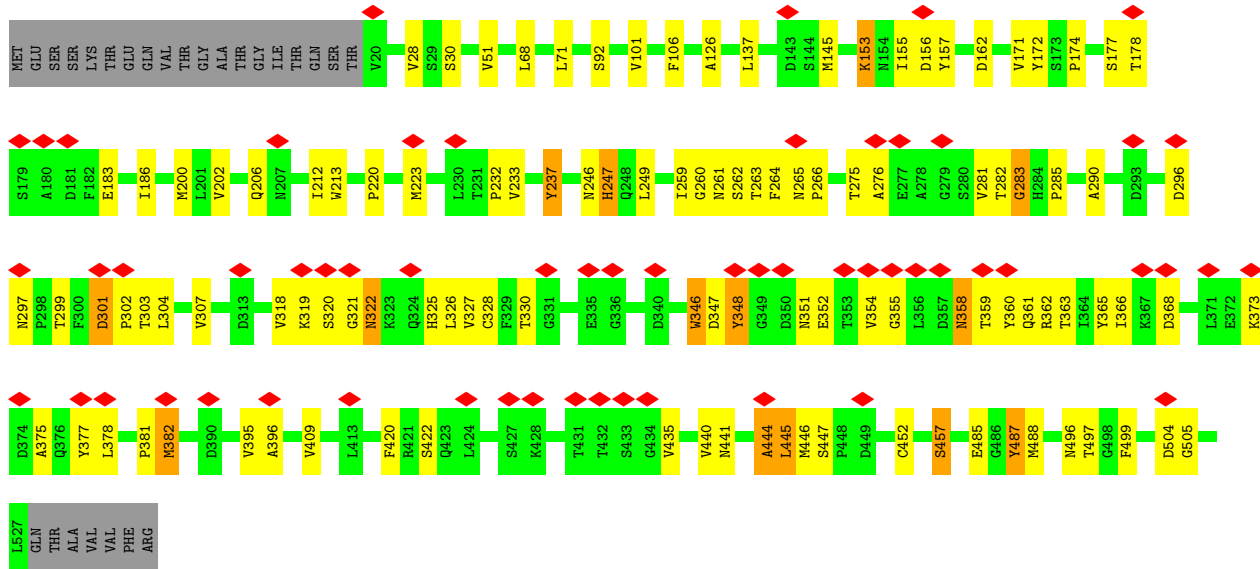 MET GLU SER SER LYS THR GLU GLN VAL THR GLY ALA THR GLY ILE THR GLN SER THR V20 V28 S29 S30 V51 L68 L71 S92 V101 F106 A126 L137 D143 S144 M145 K153 N154 I155 D156 Y157 D162 V171 Y172 S173 P174 S177 T178
S179 A180 D181 F182 E183 I186 M200 L201 V202 Q206 N207 I212 W213 P220 M223 L230 T231 P232 V233 Y237 N246 H247 Q248 L249 I259 G260 N261 S262 T263 F264 N265 P266 T275 A276 E277 A278 G279 S280 V281 T282 G283 H284 P285 A290 D293 D296
N297 P298 T299 F300 D301 P302 T303 L304 V307 D313 V318 K319 S320 G321 N322 K323 Q324 H325 L326 V327 C328 F329 T330 G331 E335 G336 D340 W346 D347 Y348 G349 D350 N351 E352 T353 V354 G355 L356 D357 N358 T359 Y360 Q361 R362 T363 I364 Y365 I366 K367 D368 L371 E372 K373
D374 A375 Q376 Y377 L378 P381 M382 D390 V395 A396 V409 L413 F420 R421 S422 Q423 L424 S427 K428 T431 T432 S433 G434 V435 V440 N441 A444 L445 M446 S447 P448 D449 C452 S457 E485 G486 Y487 M488 N496 T497 G498 F499 D504 G505
L527 GLN THR ALA VAL VAL PHE ARG